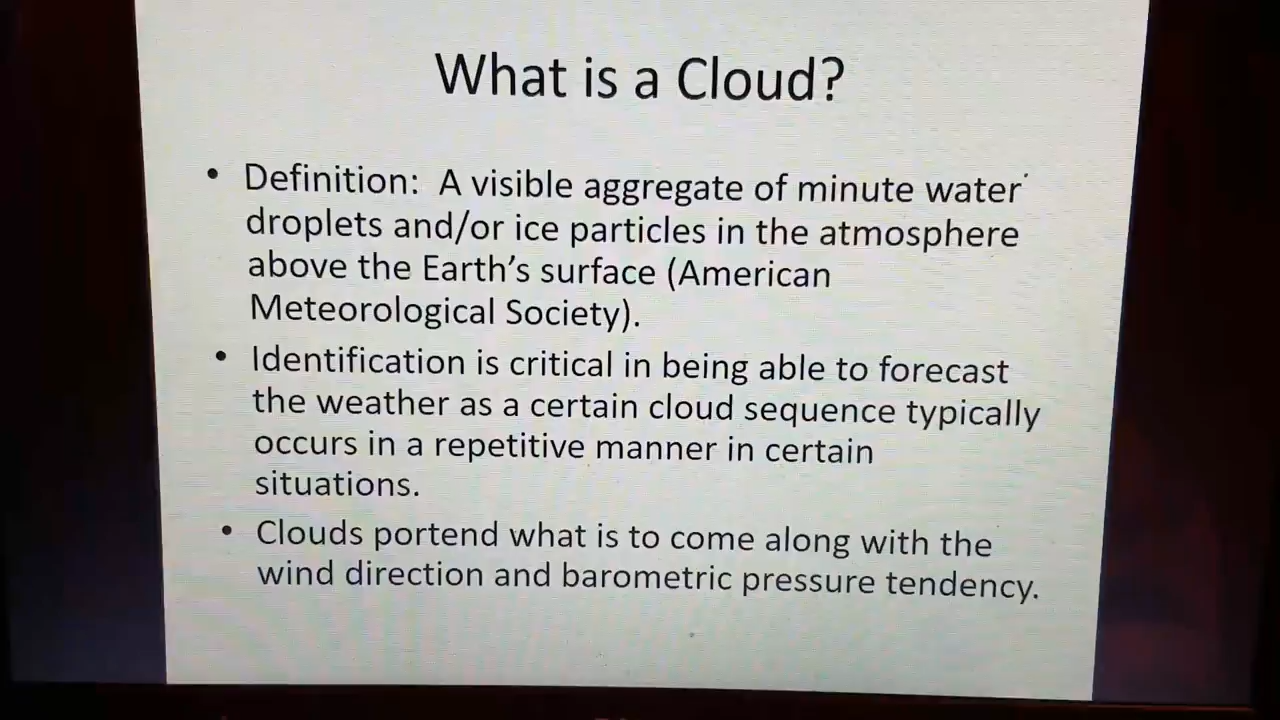 What is a Cloud?
• Definition:  A visible aggregate of minute water
droplets and/or ice particles in the atmosphere
above the Earth's surface (American
Meteorological Society).
• Identification is critical in being able to forecast
the weather as a certain cloud sequence typically
occurs in a repetitive manner in certain
situations.
• Clouds portend what is to come along with the
wind direction and barometric pressure tendency.